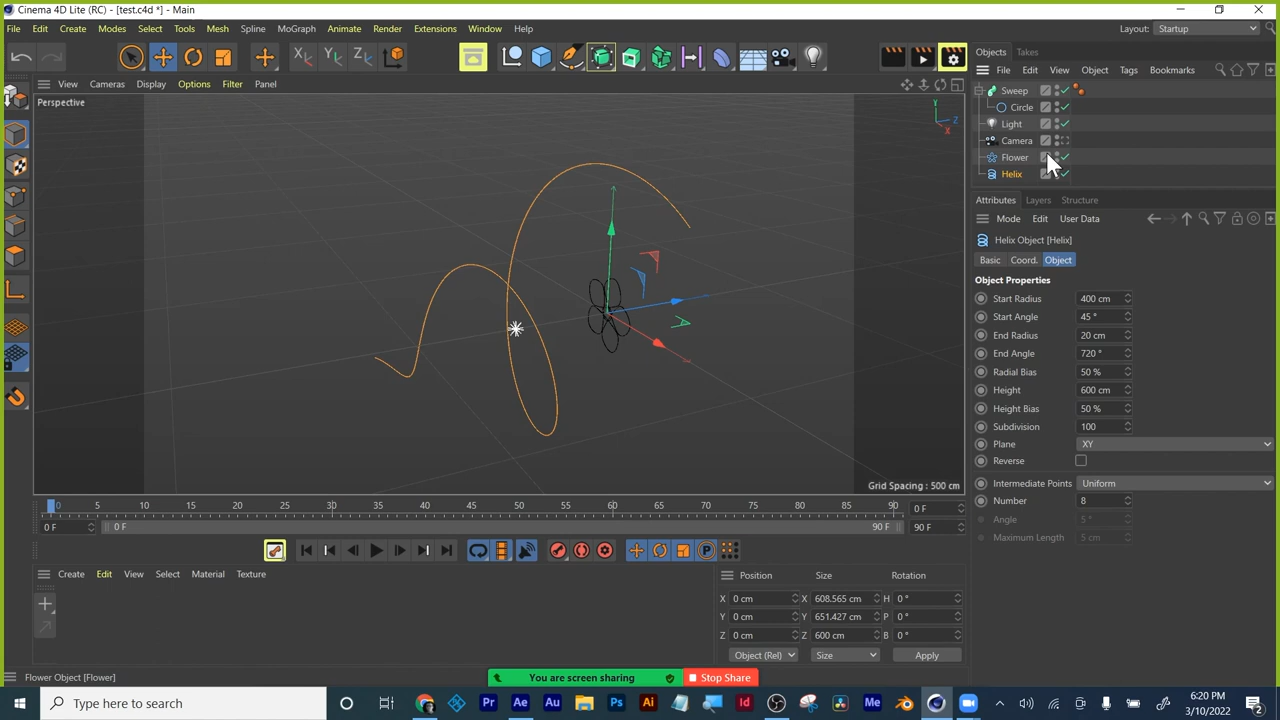 Cinema 4D Lite (RC) - [test.c4d *] - Main
File Edit Create Modes Select Tools Mesh Spline MoGraph Animate Render Extensions Window Help Layout: Startup
Objects Takes
View Cameras Display Options Filter Panel
File Edit View Object Tags Bookmarks
Perspective
Y
Z
X
Sweep
Circle
Light
Camera
Flower
Helix
Attributes Layers Structure
Mode Edit User Data
Helix Object [Helix]
Basic Coord. Object
Object Properties
Start Radius 400 cm
Start Angle 45 °
End Radius 20 cm
End Angle 720 °
Radial Bias 50 %
Height 600 cm
Height Bias 50 %
Subdivision 100
Plane XY
Reverse
Intermediate Points Uniform
Number 8
Angle 5 °
Maximum Length 5 cm
Grid Spacing : 500 cm
0 5 10 15 20 25 30 35 40 45 50 55 60 65 70 75 80 85 90 0 F
0 F 0 F 90 F 90 F
Create Edit View Select Material Texture
Position Size Rotation
X 0 cm X 608.565 cm H 0 °
Y 0 cm Y 651.427 cm P 0 °
Z 0 cm Z 600 cm B 0 °
Object (Rel) Size Apply
Flower Object [Flower]
You are screen sharing Stop Share
Type here to search
Pr Ae Au Ps Ai Id Me
6:20 PM
3/10/2022
2